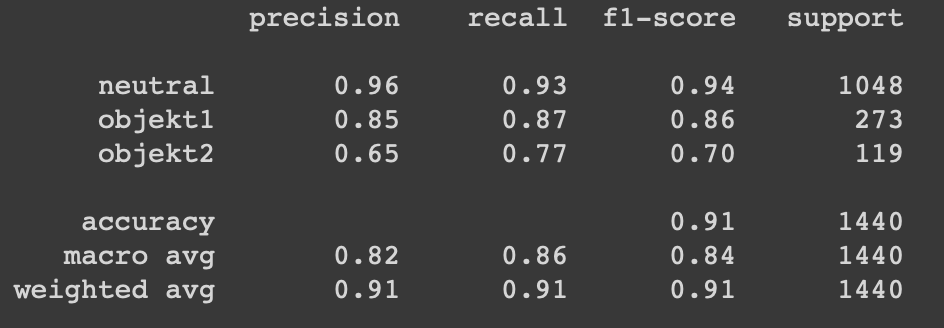 precision recall f1-score support
neutral 0.96 0.93 0.94 1048
objekt1 0.85 0.87 0.86 273
objekt2 0.65 0.77 0.70 119
accuracy 0.91 1440
macro avg 0.82 0.86 0.84 1440
weighted avg 0.91 0.91 0.91 1440